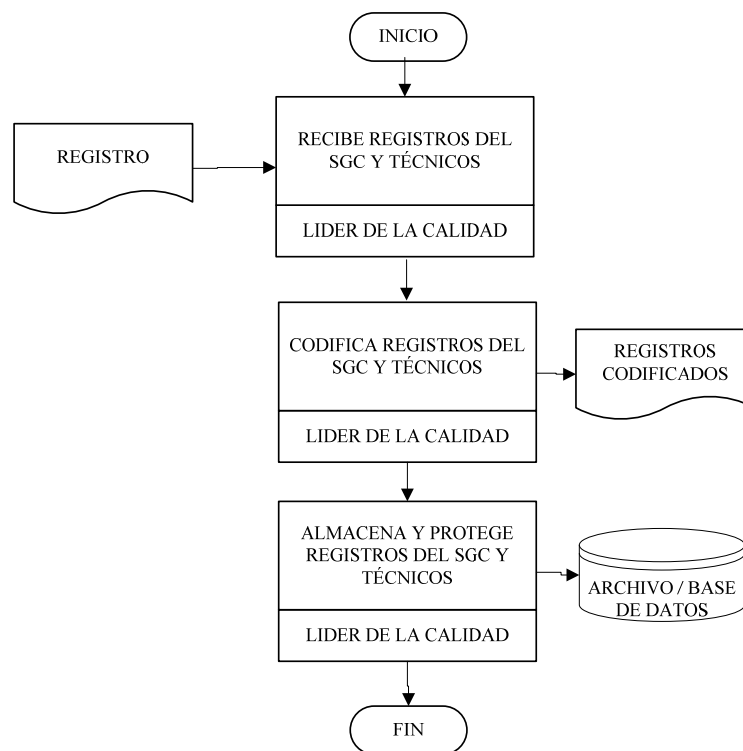 INICIO
REGISTRO
RECIBE REGISTROS DEL
SGC Y TÉCNICOS
LIDER DE LA CALIDAD
CODIFICA REGISTROS DEL
SGC Y TÉCNICOS
LIDER DE LA CALIDAD
REGISTROS
CODIFICADOS
ALMACENA Y PROTEGE
REGISTROS DEL SGC Y
TÉCNICOS
LIDER DE LA CALIDAD
ARCHIVO / BASE
DE DATOS
FIN